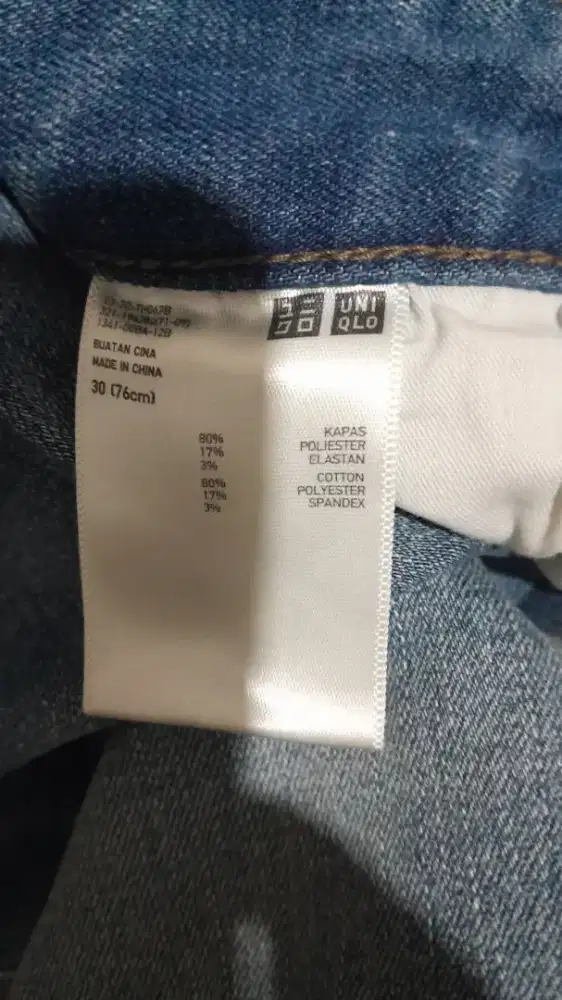 UNI
QLO
BUATAN CINA
MADE IN CHINA
30 (76cm)
80% KAPAS
17% POLIESTER
3% ELASTAN
80% COTTON
17% POLYESTER
3% SPANDEX